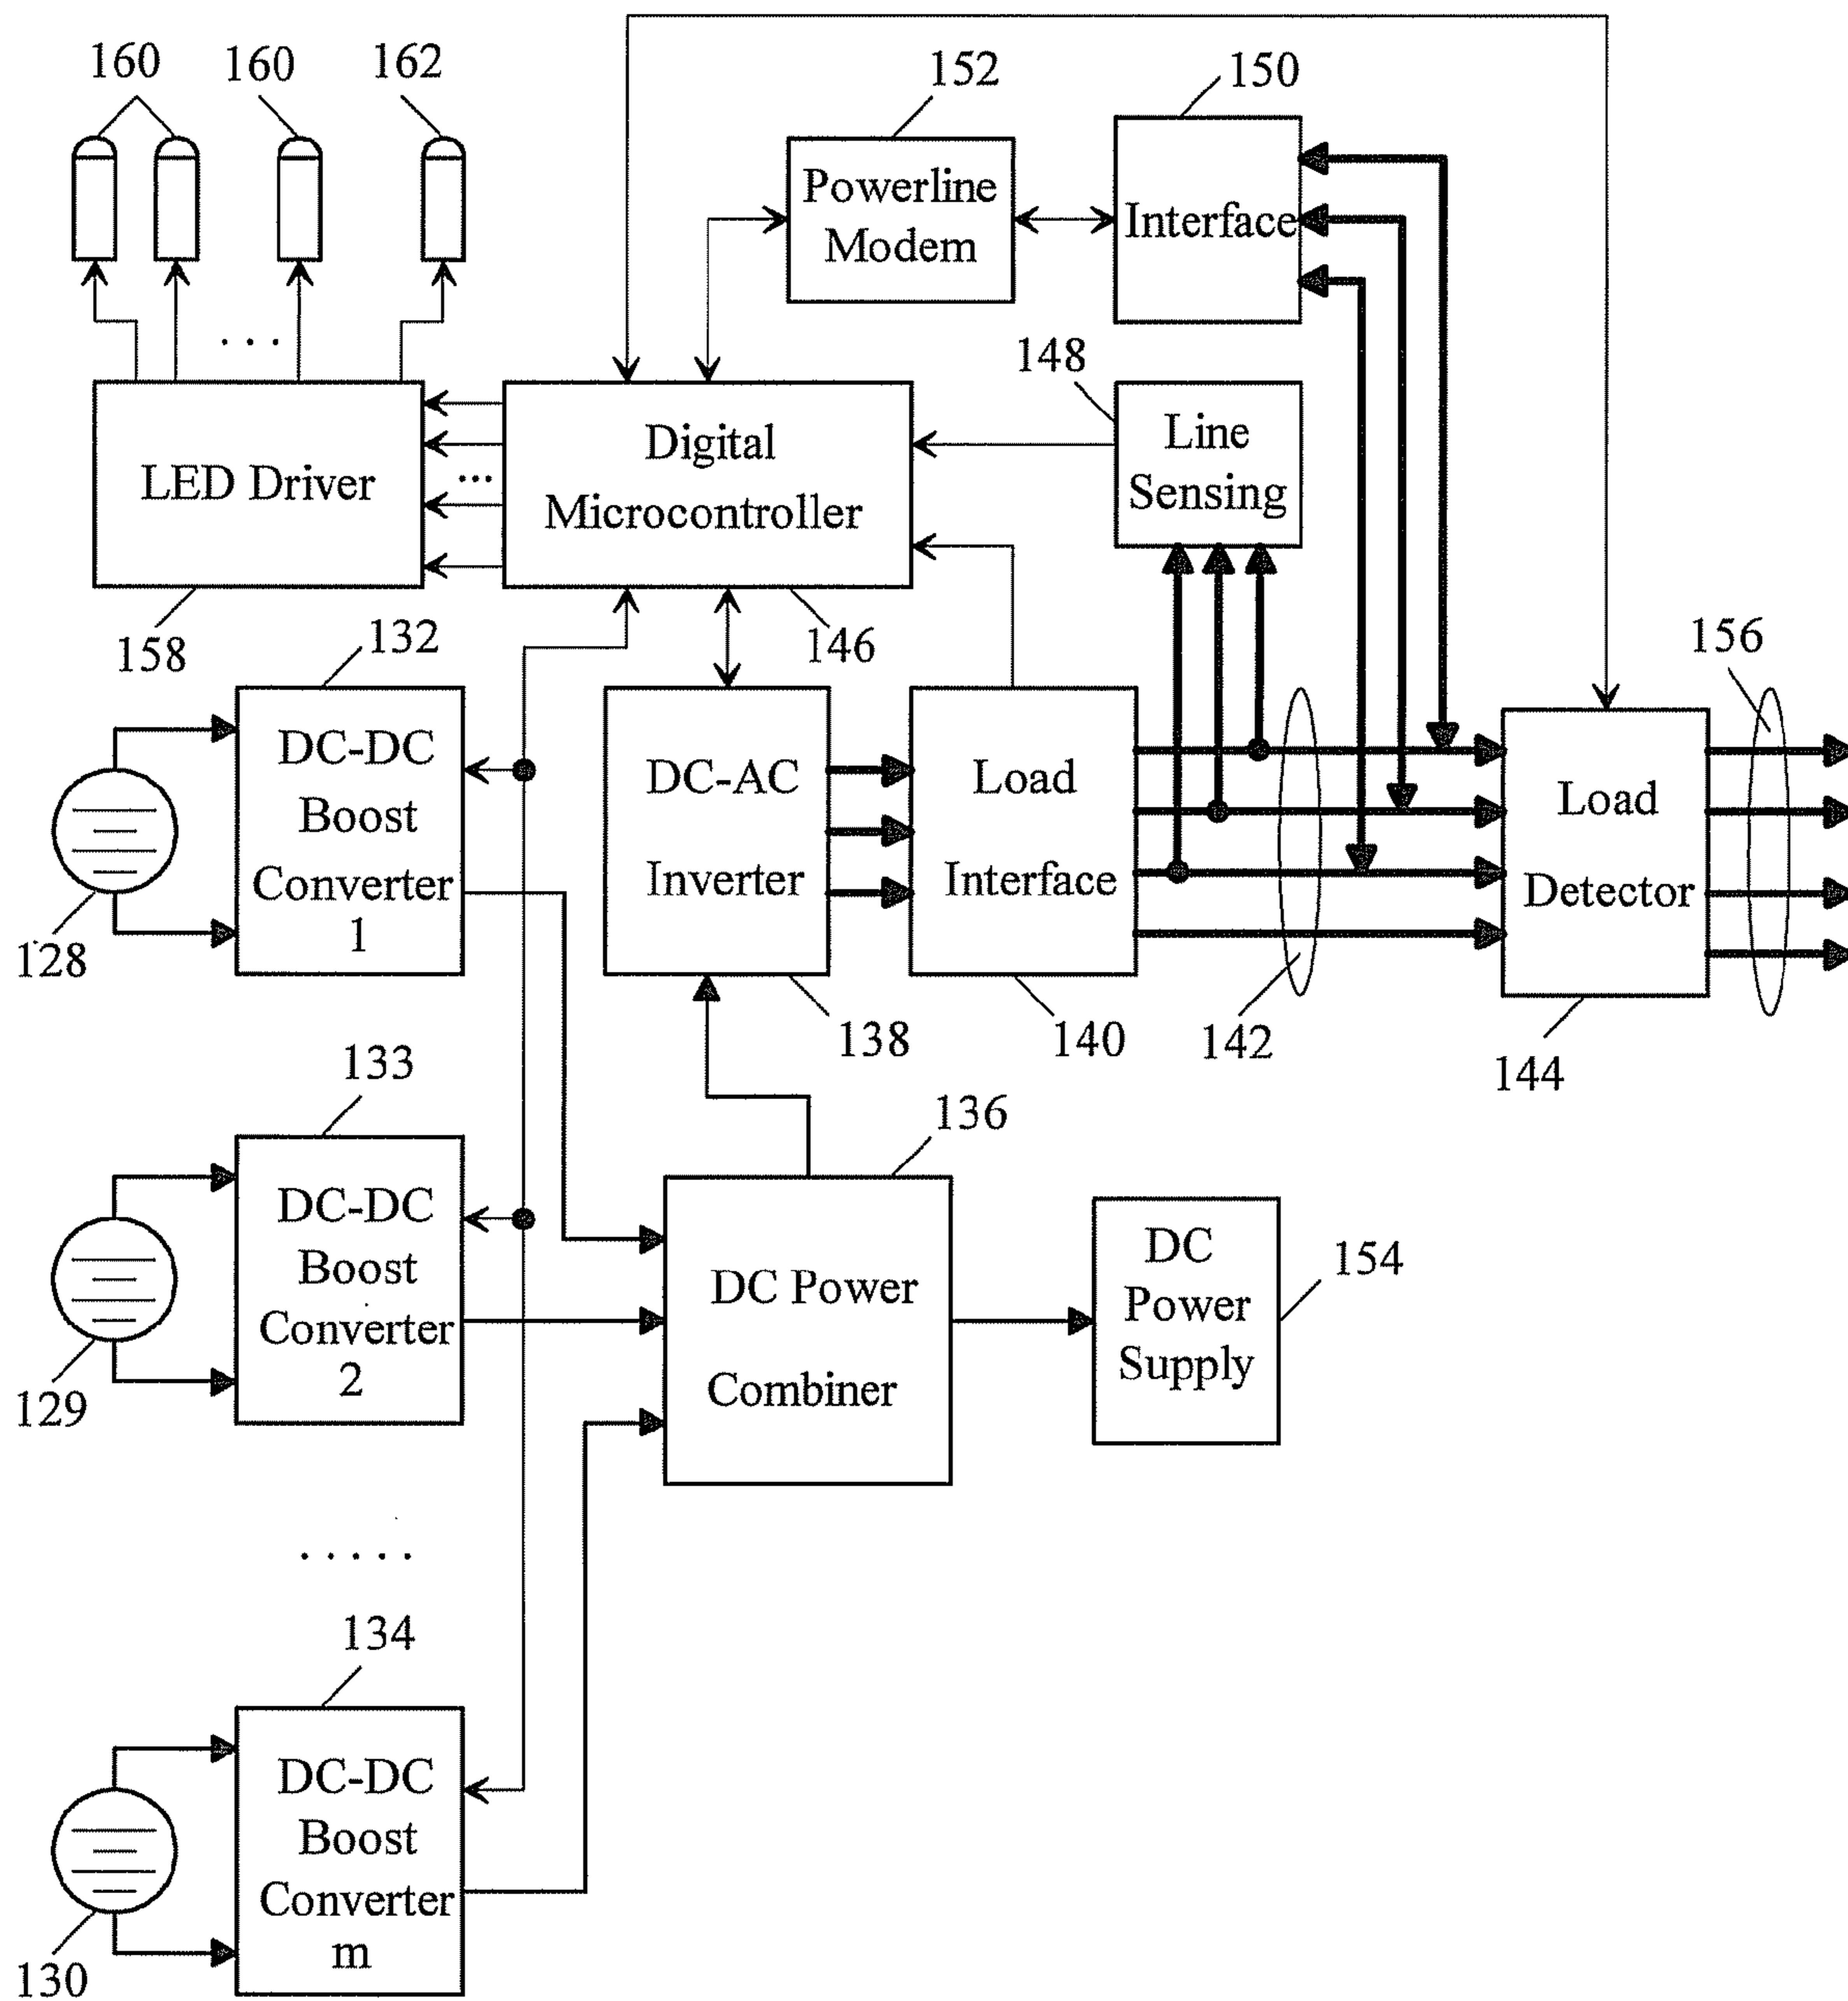 160
160
162
152
150
Powerline
Modem
Interface
148
LED Driver
...
...
Digital
Microcontroller
Line
Sensing
158
132
146
156
DC-DC
Boost
Converter
1
DC-AC
Inverter
Load
Interface
Load
Detector
128
138
140
142
144
133
136
DC-DC
Boost
Converter
2
DC Power
Combiner
DC
Power
Supply
154
129
.....
134
DC-DC
Boost
Converter
m
130